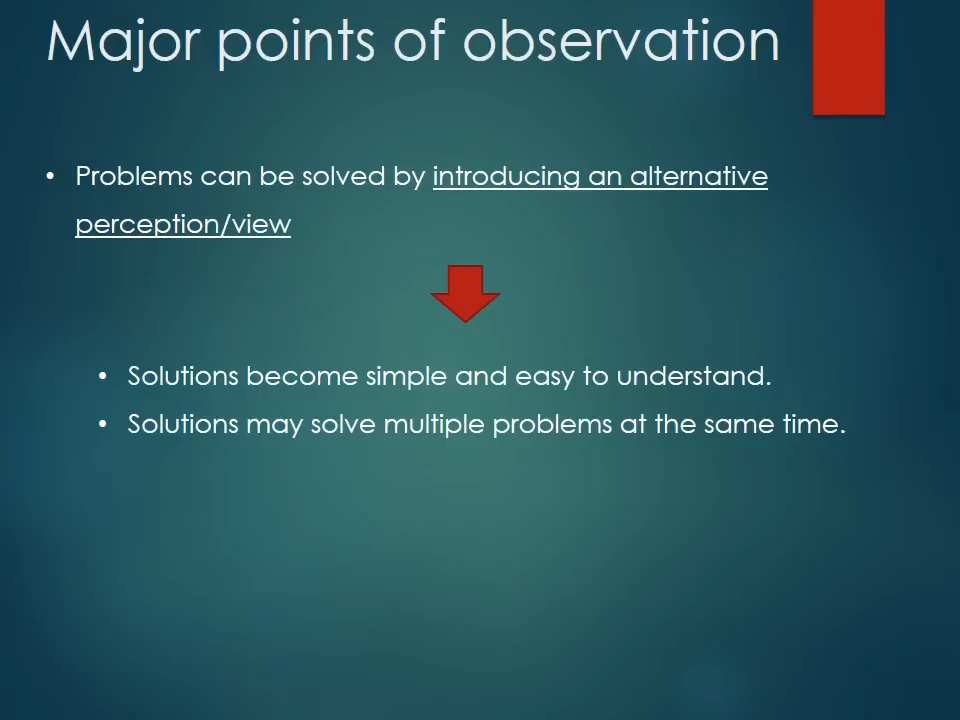 Major points of observation
• Problems can be solved by introducing an alternative
perception/view
• Solutions become simple and easy to understand.
• Solutions may solve multiple problems at the same time.